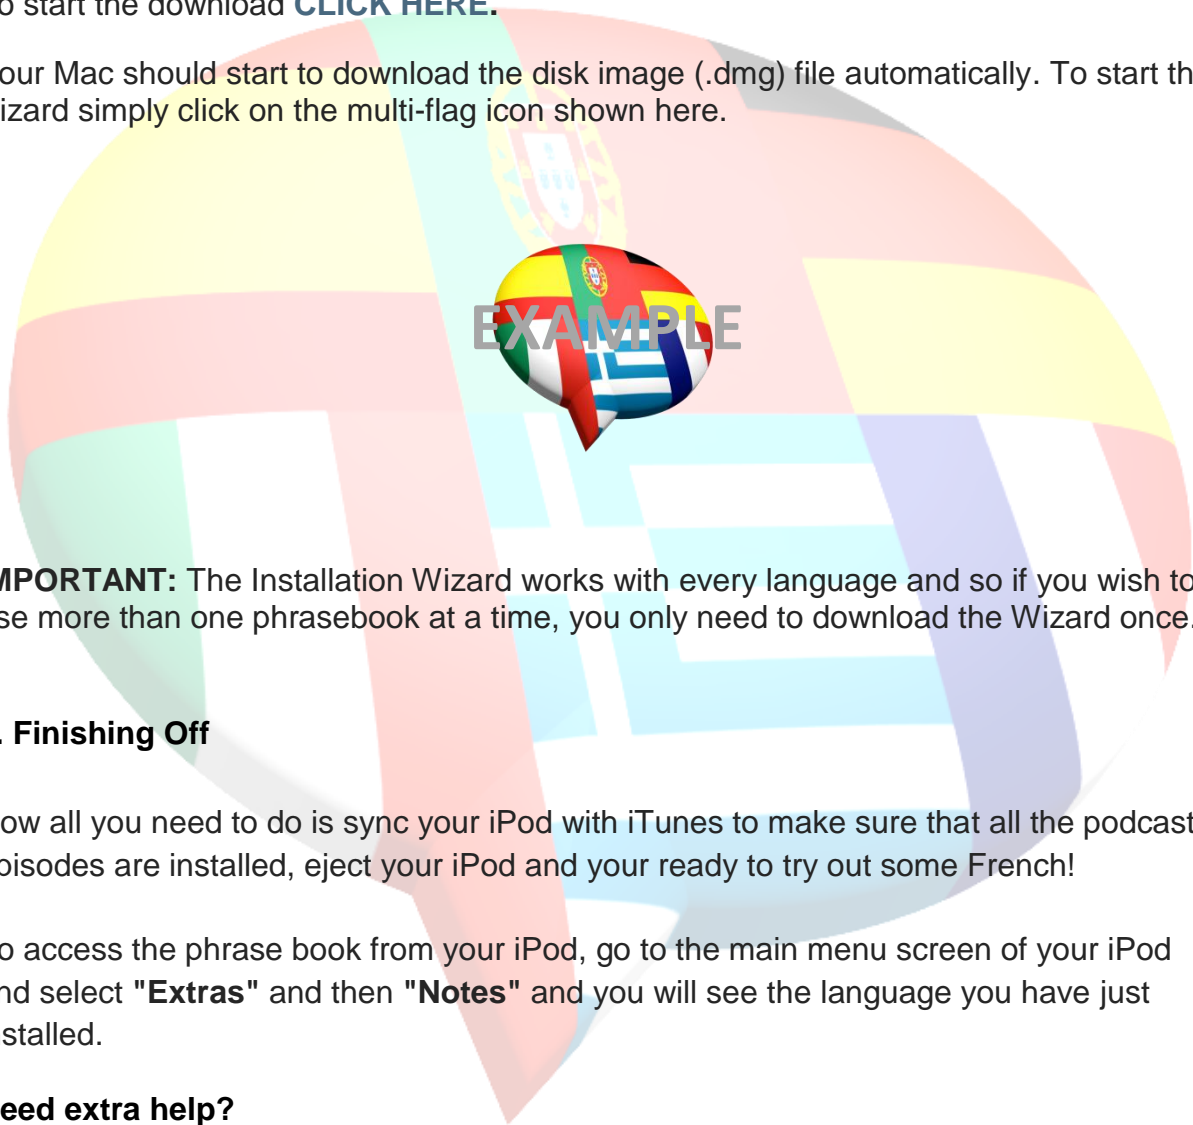 o start the download CLICK HERE.
our Mac should start to download the disk image (.dmg) file automatically. To start th
izard simply click on the multi-flag icon shown here.
EXAMPLE
MPORTANT: The Installation Wizard works with every language and so if you wish to
se more than one phrasebook at a time, you only need to download the Wizard once.
. Finishing Off
ow all you need to do is sync your iPod with iTunes to make sure that all the podcast
pisodes are installed, eject your iPod and your ready to try out some French!
o access the phrase book from your iPod, go to the main menu screen of your iPod
nd select "Extras" and then "Notes" and you will see the language you have just
nstalled.
eed extra help?